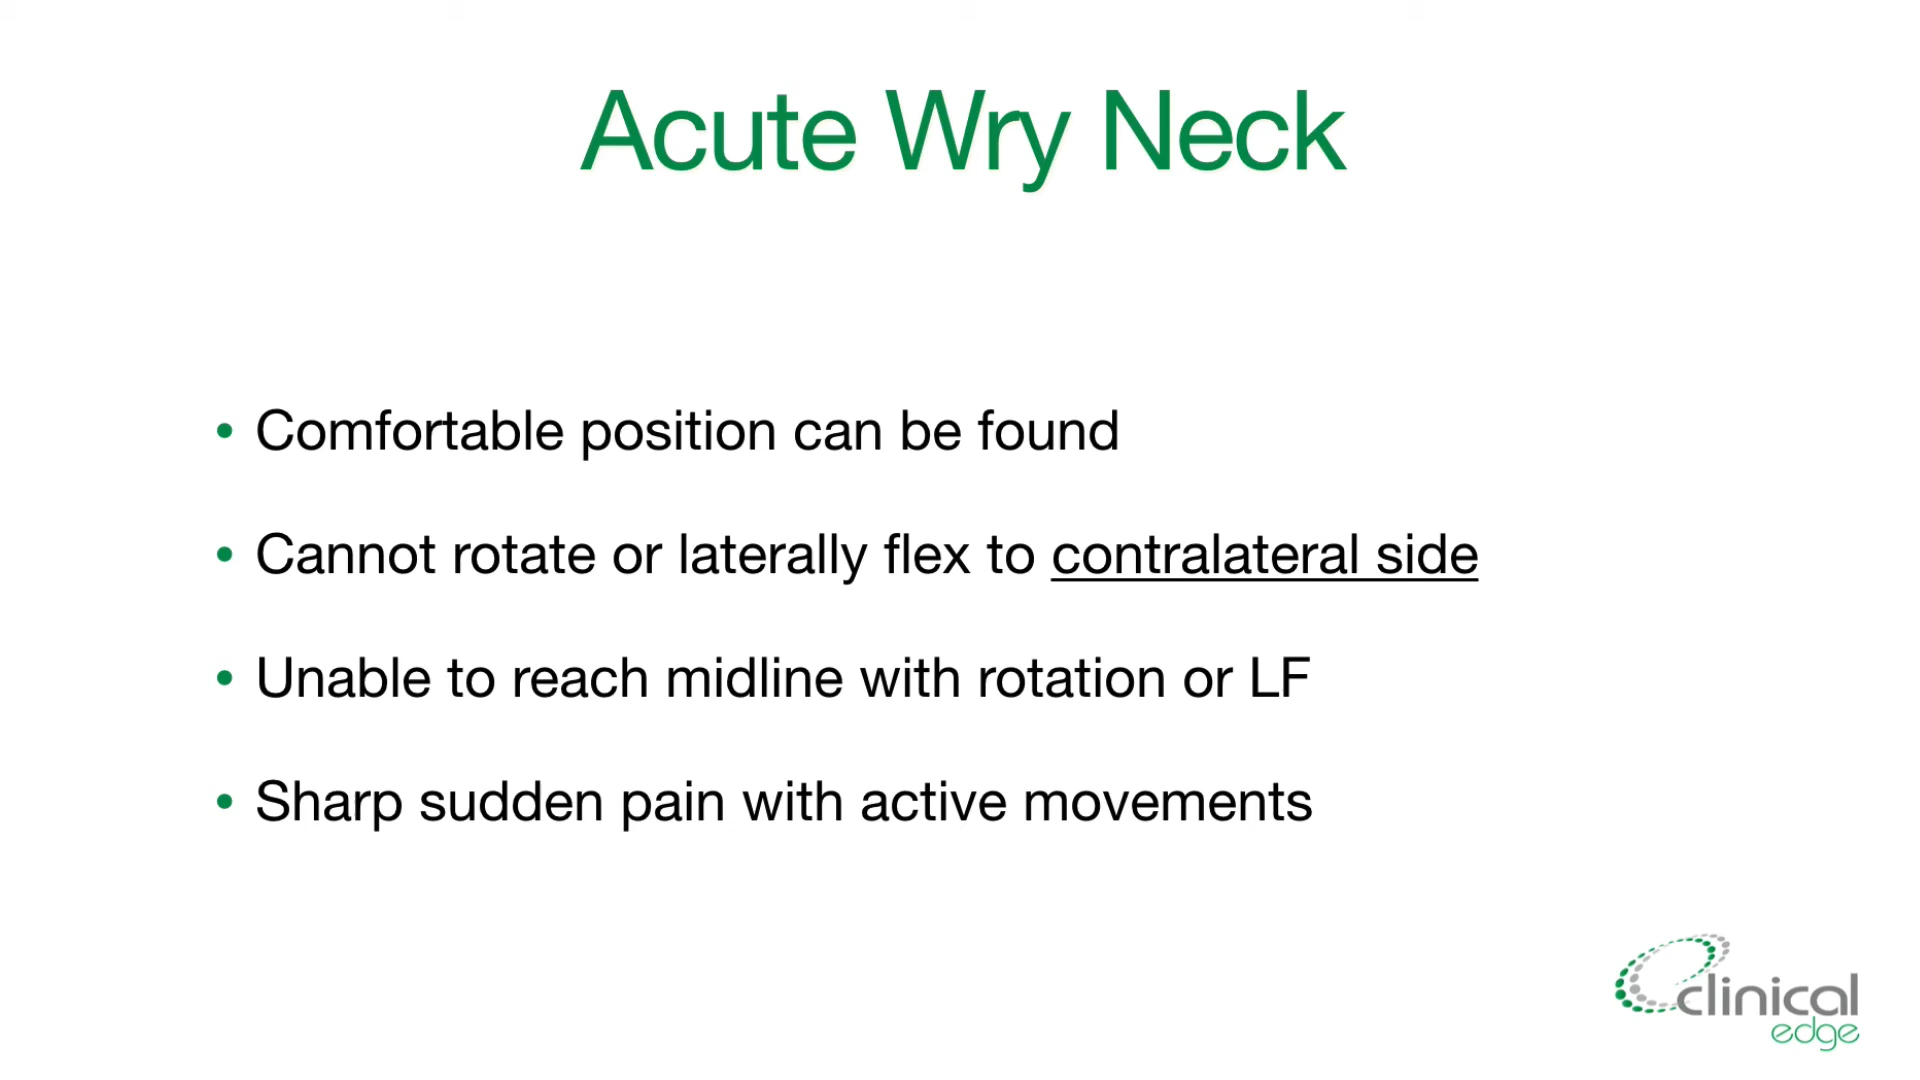 Acute Wry Neck
• Comfortable position can be found
• Cannot rotate or laterally flex to contralateral side
• Unable to reach midline with rotation or LF
• Sharp sudden pain with active movements
clinical
edge